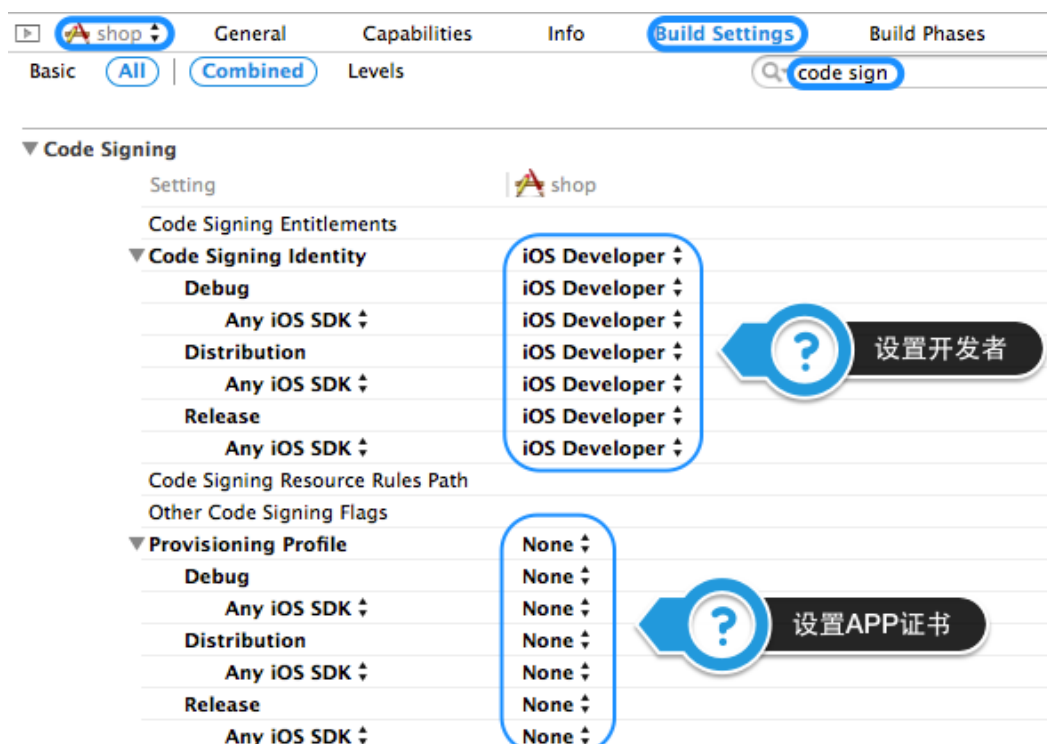 shop General Capabilities Info Build Settings Build Phases
Basic All Combined Levels code sign
Code Signing
Setting shop
Code Signing Entitlements
Code Signing Identity iOS Developer
Debug iOS Developer
Any iOS SDK iOS Developer
Distribution iOS Developer
设置开发者
Any iOS SDK iOS Developer
Release iOS Developer
Any iOS SDK iOS Developer
Code Signing Resource Rules Path
Other Code Signing Flags
Provisioning Profile None
Debug None
Any iOS SDK None
设置APP证书
Distribution None
Any iOS SDK None
Release None
Any iOS SDK None